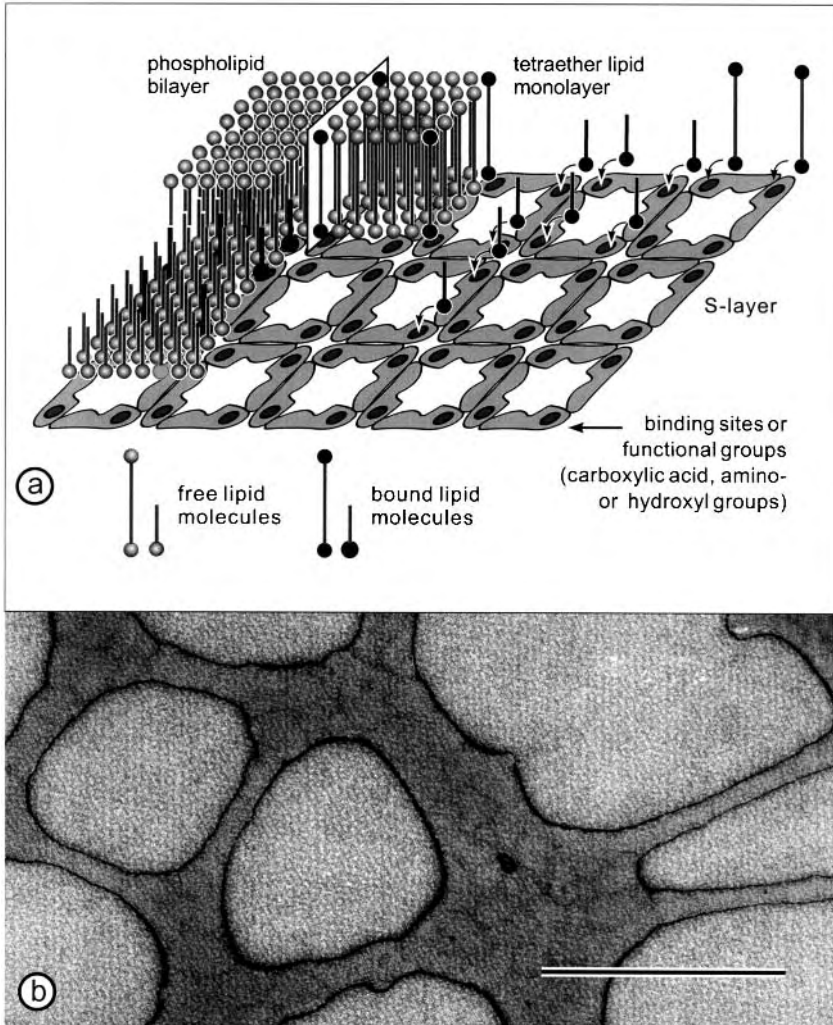 phospholipid
bilayer
tetraether lipid
monolayer
S-layer
binding sites or
functional groups
(carboxylic acid, amino-
or hydroxyl groups)
a
free lipid
molecules
bound lipid
molecules
b